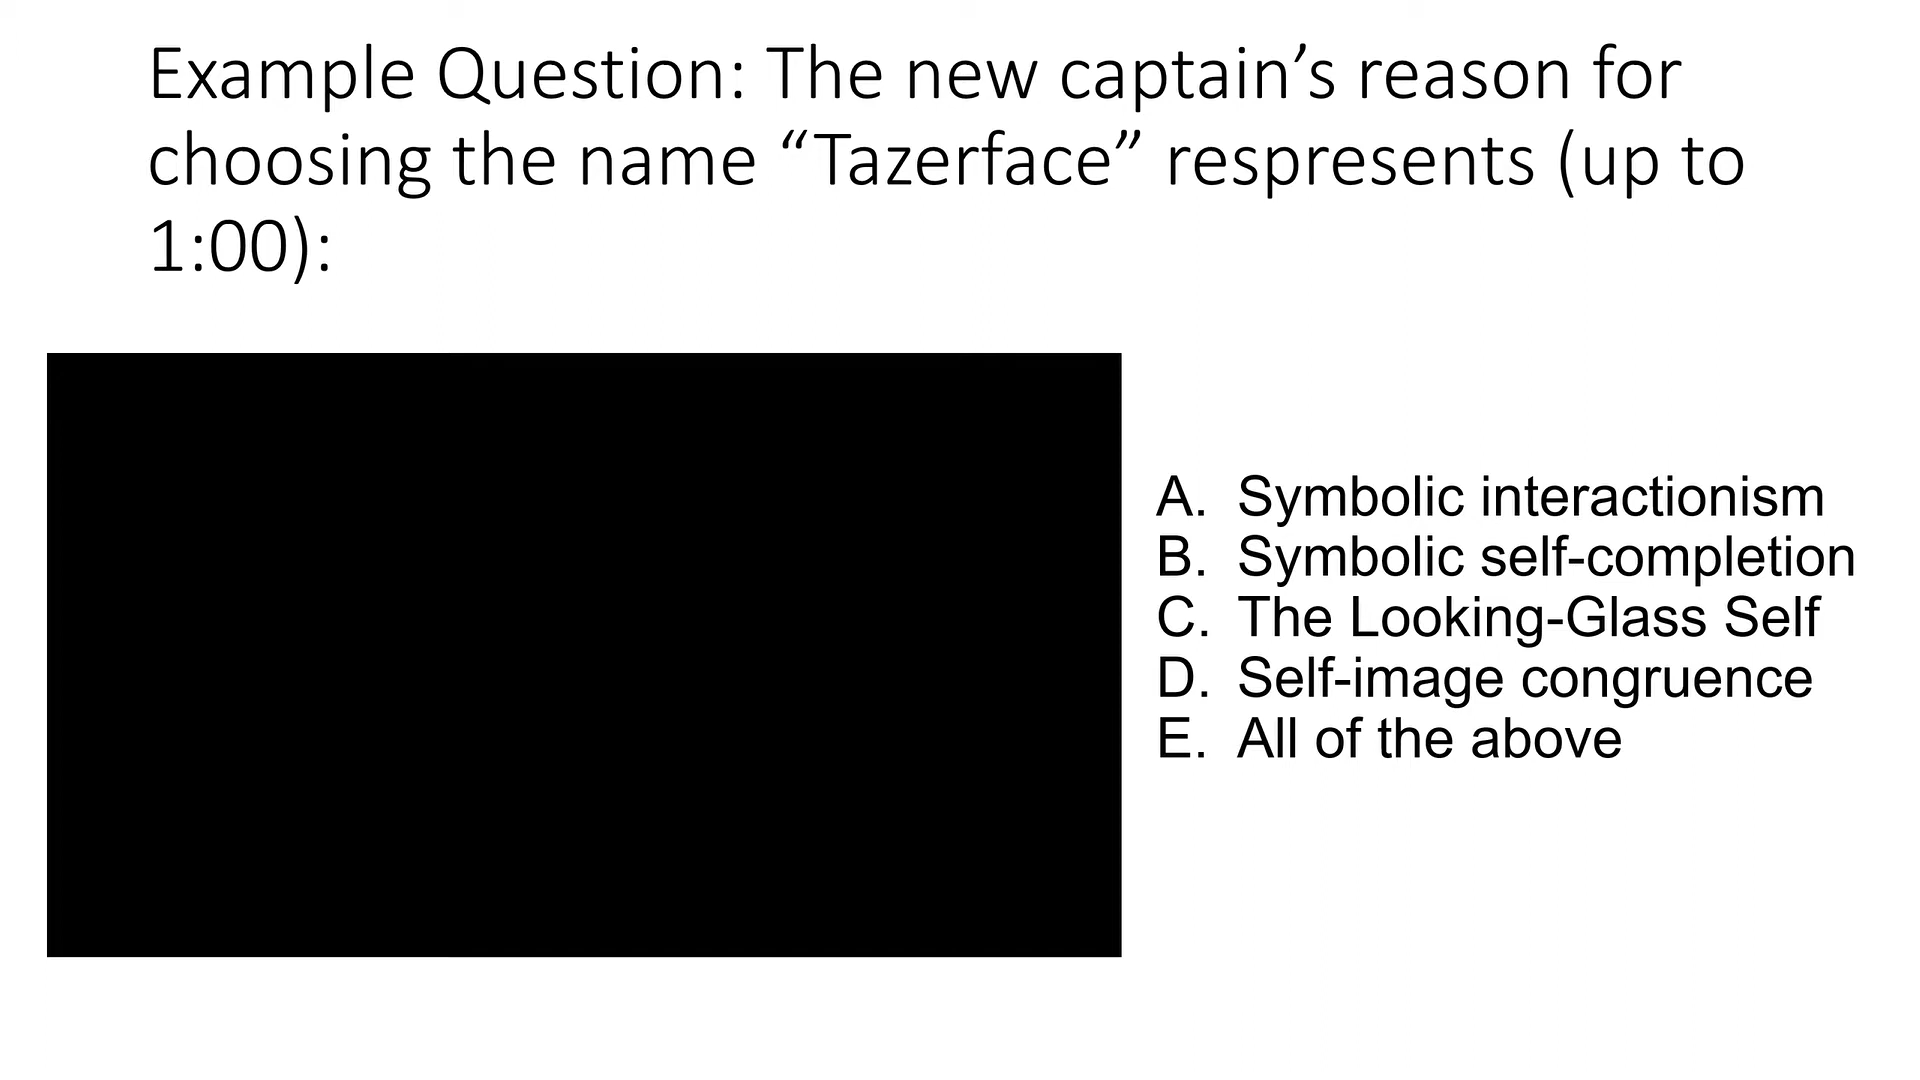 Example Question: The new captain’s reason for
choosing the name “Tazerface” respresents (up to
1:00):
A. Symbolic interactionism
B. Symbolic self-completion
C. The Looking-Glass Self
D. Self-image congruence
E. All of the above